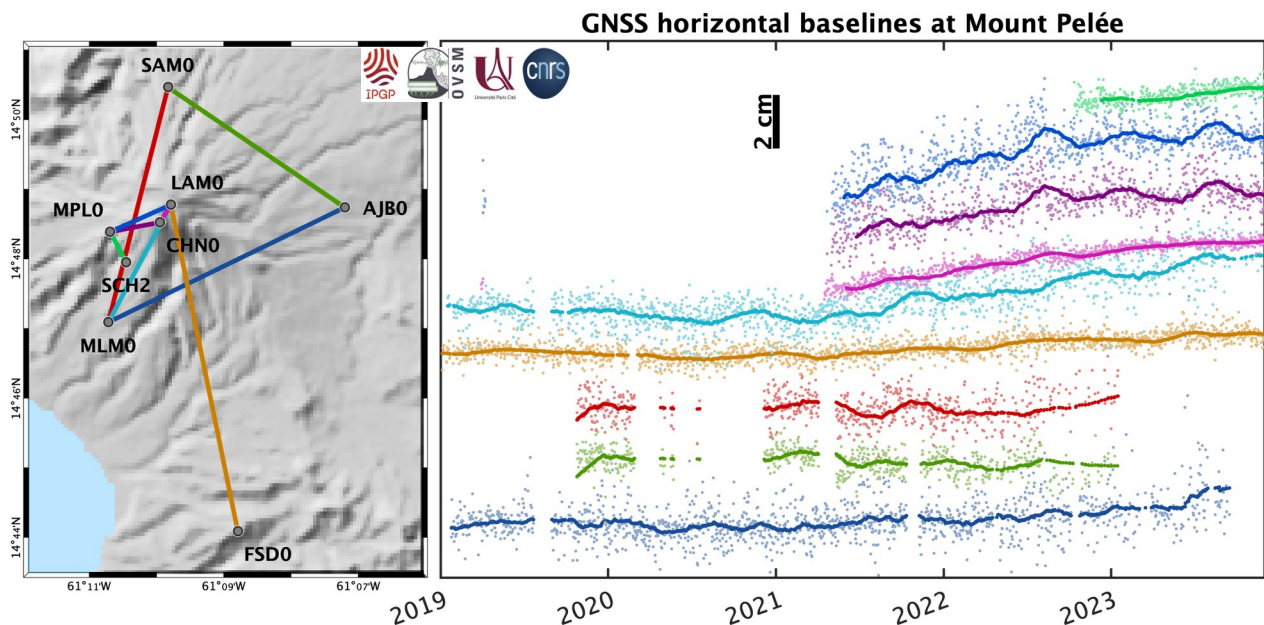 GNSS horizontal baselines at Mount Pelée
IPGP
OVSM
Université Paris Cité
cnrs
2 cm
SAM0
LAM0
MPL0
AJB0
CHN0
SCH2
MLM0
FSD0
14°50'N
14°48'N
14°46'N
14°44'N
61°11'W
61°09'W
61°07'W
2019
2020
2021
2022
2023